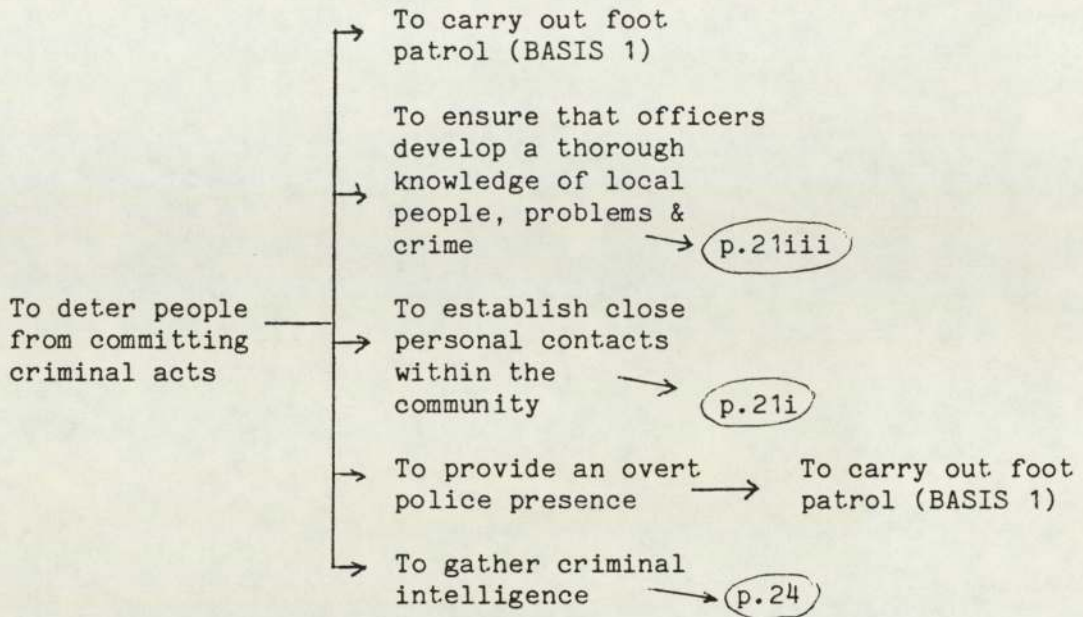 To carry out foot
patrol (BASIS 1)
To ensure that officers
develop a thorough
knowledge of local
people, problems &
crime
p.21iii
To deter people
from committing
criminal acts
To establish close
personal contacts
within the
community
p.21i
To provide an overt
police presence
To carry out foot
patrol (BASIS 1)
To gather criminal
intelligence
p.24